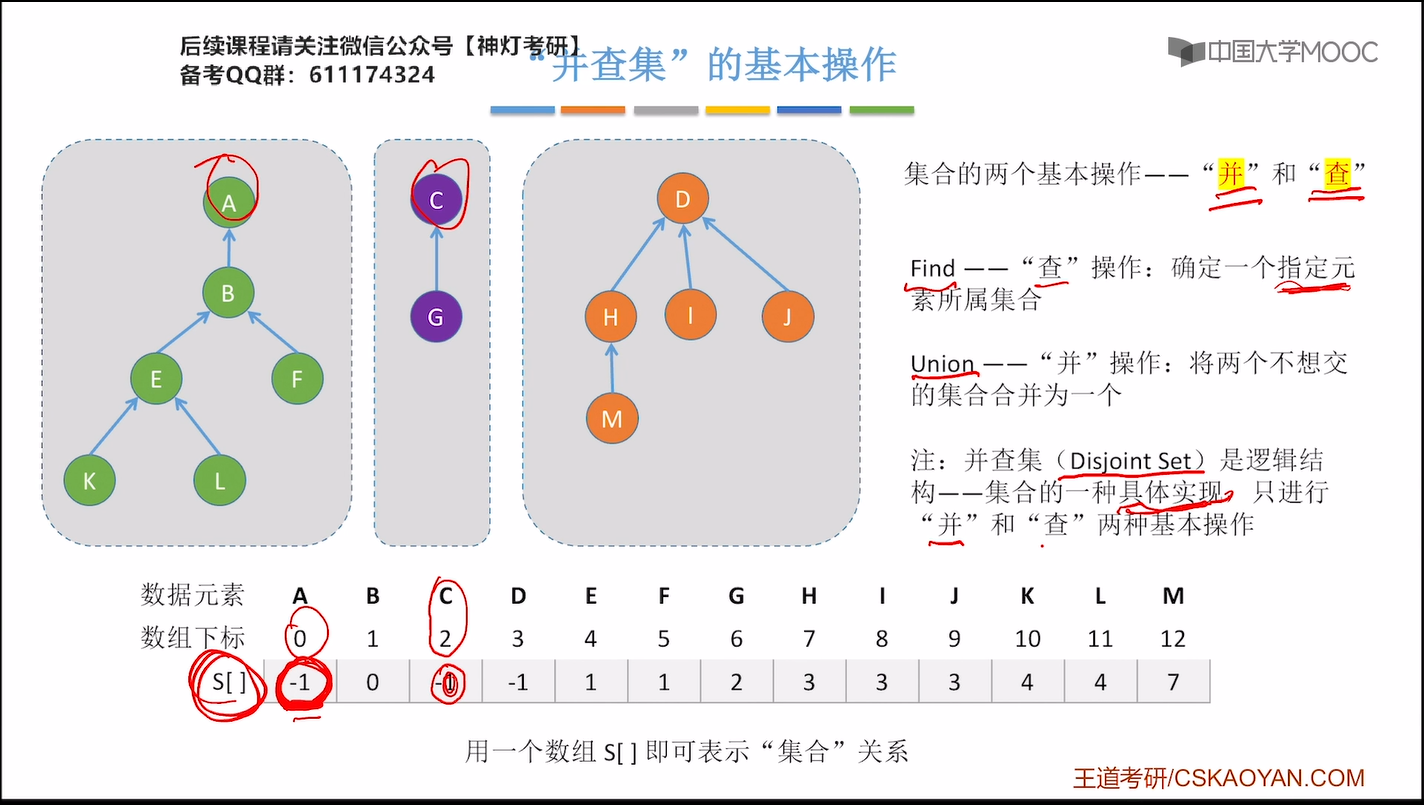 后续课程请关注微信公众号【神灯考研】
备考QQ群：611174324
“并查集”的基本操作
中国大学MOOC
A
B
E
F
K
L
C
G
D
H
I
J
M
集合的两个基本操作——“并”和“查”
Find ——“查”操作：确定一个指定元
素所属集合
Union ——“并”操作：将两个不想交
的集合合并为一个
注：并查集（Disjoint Set）是逻辑结
构——集合的一种具体实现，只进行
“并”和“查”两种基本操作
数据元素 A B C D E F G H I J K L M
数组下标 0 1 2 3 4 5 6 7 8 9 10 11 12
S[ ] -1 0 -1 -1 1 1 2 3 3 3 4 4 7
用一个数组 S[ ] 即可表示“集合”关系
王道考研/CSKAOYAN.COM